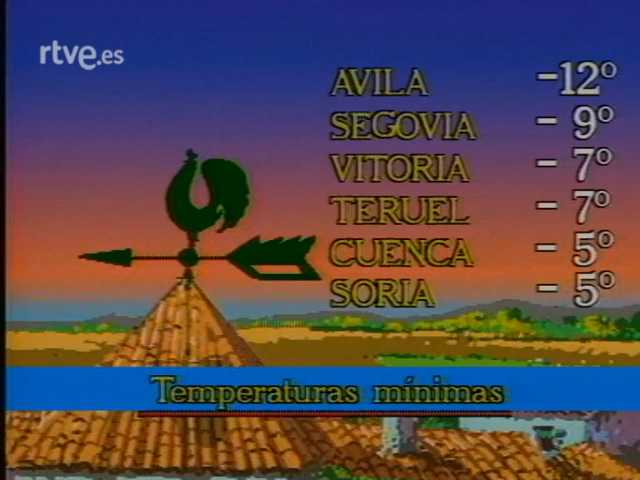 rtve.es
AVILA -12º
SEGOVIA - 9º
VITORIA - 7º
TERUEL - 7º
CUENCA - 5º
SORIA - 5º
Temperaturas mínimas